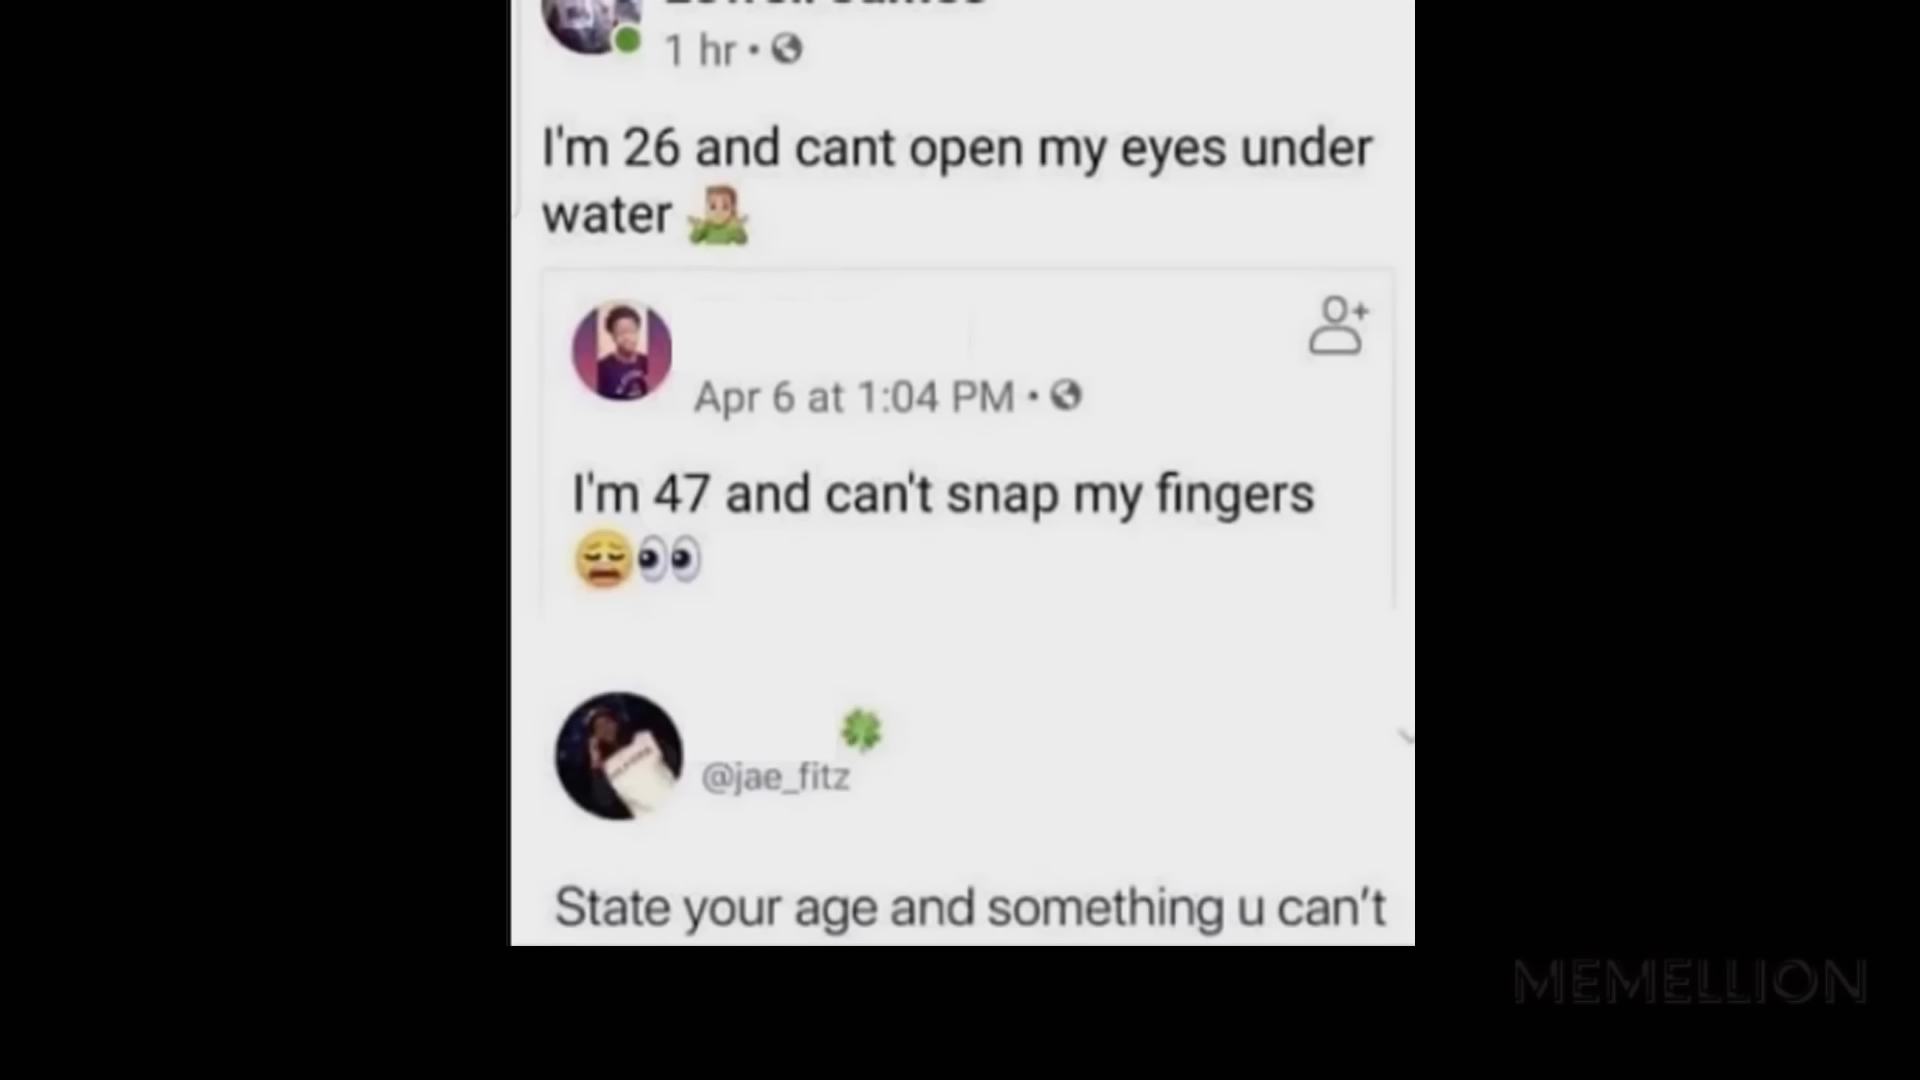 1 hr •
I'm 26 and cant open my eyes under
water 🤷🏼‍♂️
Apr 6 at 1:04 PM •
I'm 47 and can't snap my fingers
😩👀
🍀
@jae_fitz
State your age and something u can't
MEMELLION